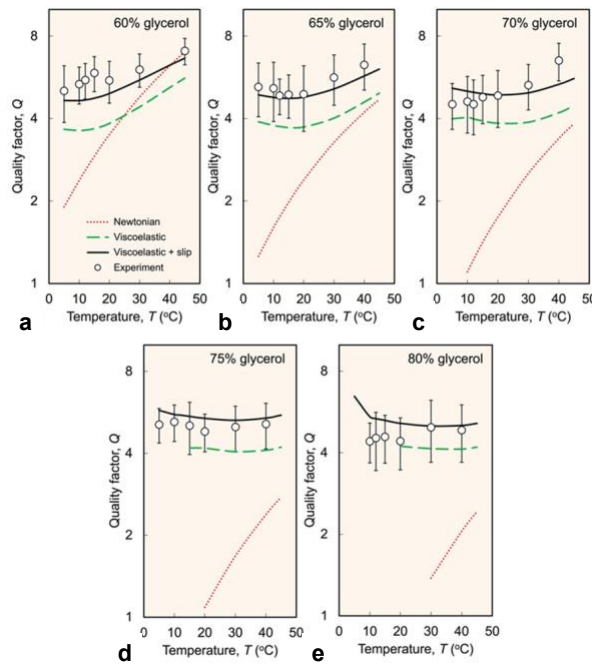 60% glycerol
8
4
2
1
Quality factor, Q
Newtonian
Viscoelastic
Viscoelastic + slip
Experiment
0 10 20 30 40 50
Temperature, T (°C)
a
65% glycerol
8
4
2
1
Quality factor, Q
0 10 20 30 40 50
Temperature, T (°C)
b
70% glycerol
8
4
2
1
Quality factor, Q
0 10 20 30 40 50
Temperature, T (°C)
c
75% glycerol
8
4
2
1
Quality factor, Q
0 10 20 30 40 50
Temperature, T (°C)
d
80% glycerol
8
4
2
1
Quality factor, Q
0 10 20 30 40 50
Temperature, T (°C)
e